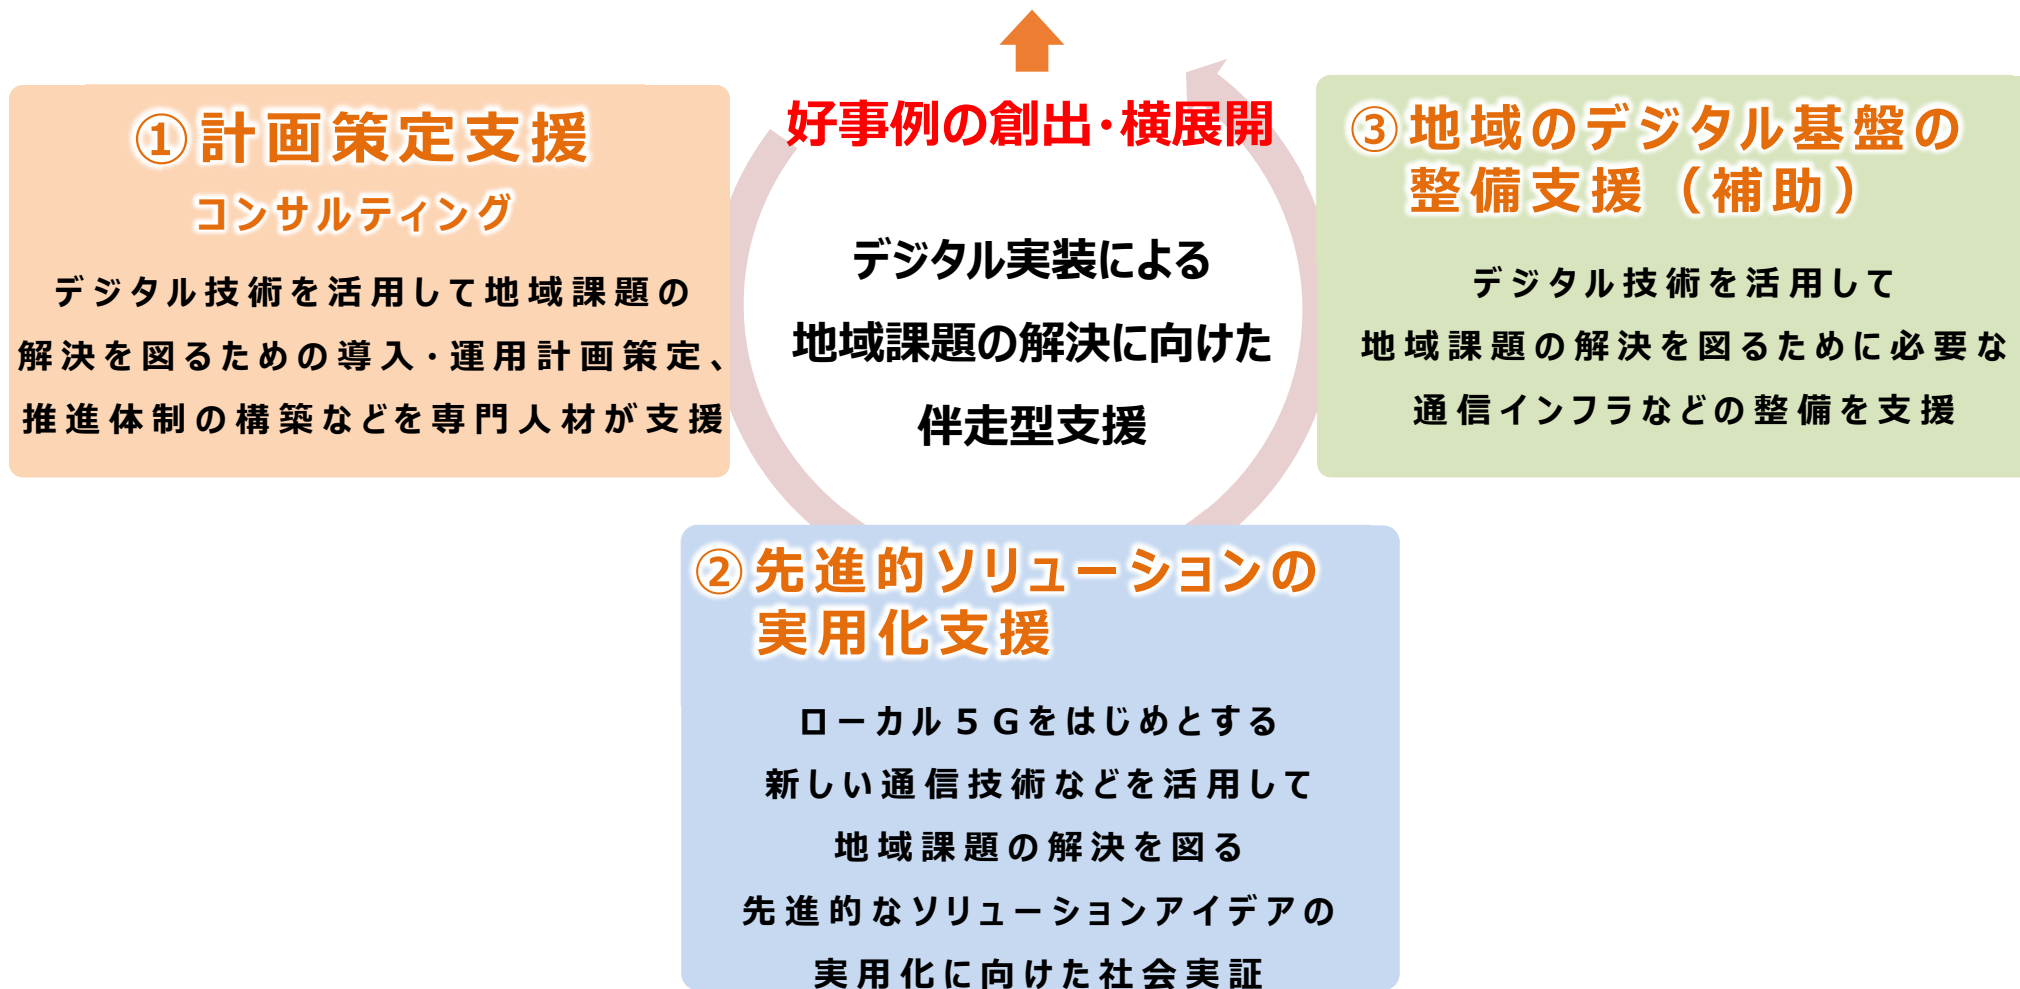 ①計画策定支援
コンサルティング
デジタル技術を活用して地域課題の
解決を図るための導入・運用計画策定、
推進体制の構築などを専門人材が支援
好事例の創出・横展開
デジタル実装による
地域課題の解決に向けた
伴走型支援
③地域のデジタル基盤の
整備支援（補助）
デジタル技術を活用して
地域課題の解決を図るために必要な
通信インフラなどの整備を支援
②先進的ソリューションの
実用化支援
ローカル５Gをはじめとする
新しい通信技術などを活用して
地域課題の解決を図る
先進的なソリューションアイデアの
実用化に向けた社会実証